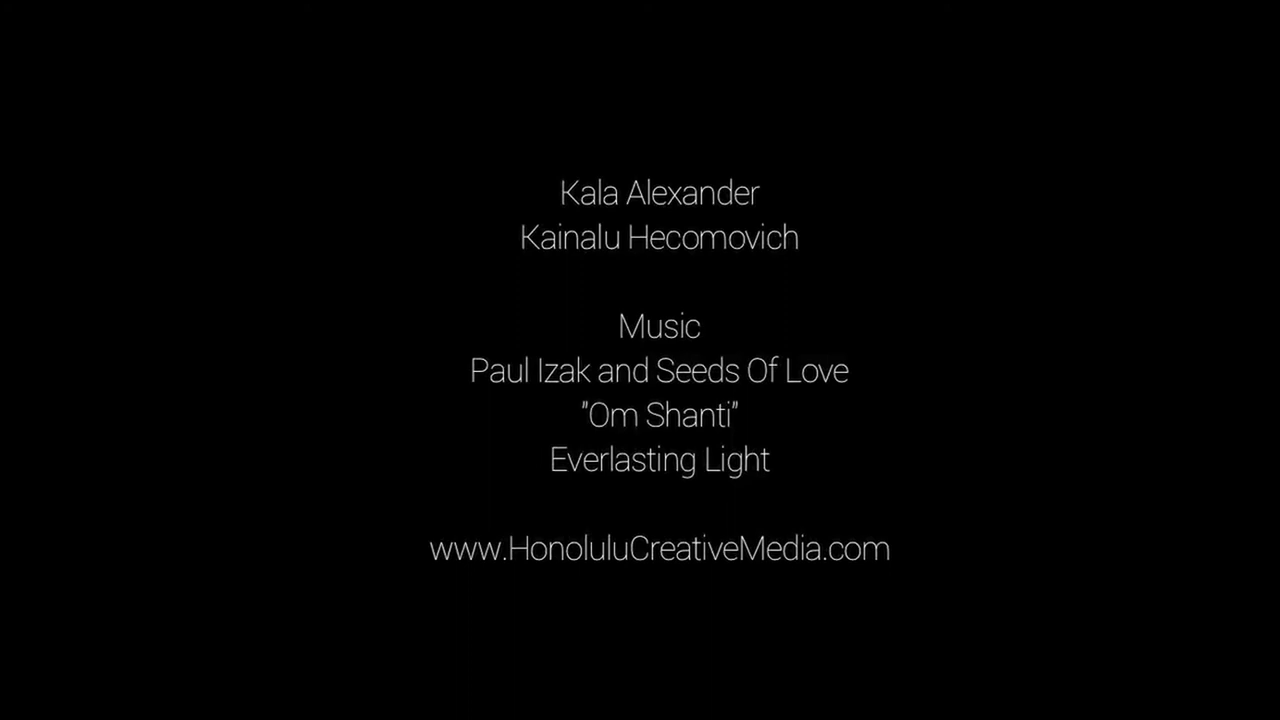 Kala Alexander
Kainalu Hecomovich
Music
Paul Izak and Seeds Of Love
"Om Shanti"
Everlasting Light
www.HonoluluCreativeMedia.com